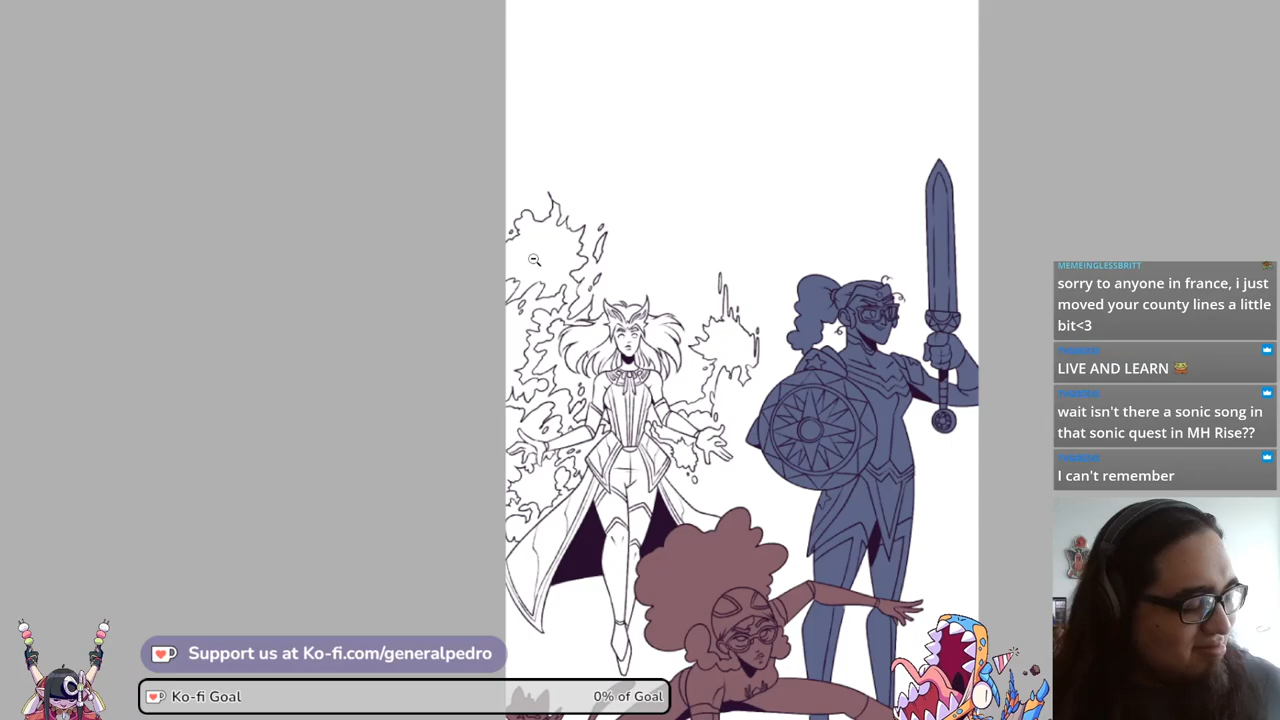 MEMEINGLESSBRITT
sorry to anyone in france, i just
moved your county lines a little
bit<3
LIVE AND LEARN
wait isn't there a sonic song in
that sonic quest in MH Rise??
I can't remember
Support us at Ko-fi.com/generalpedro
Ko-fi Goal
0% of Goal